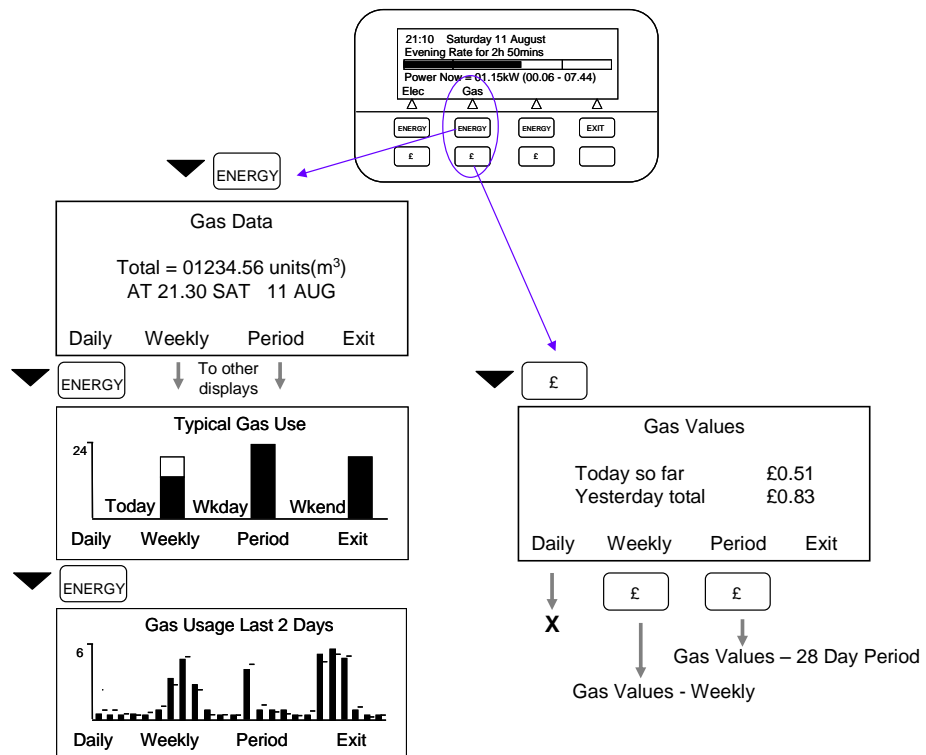 21:10 Saturday 11 August
Evening Rate for 2h 50mins
Power Now = 01.15kW (00.06 - 07.44)
Elec Gas
ENERGY ENERGY ENERGY EXIT
£ £ £
ENERGY
Gas Data
Total = 01234.56 units(m³)
AT 21.30 SAT 11 AUG
Daily Weekly Period Exit
ENERGY
To other
displays
Typical Gas Use
24
Today Wkday Wkend
Daily Weekly Period Exit
ENERGY
Gas Usage Last 2 Days
6
Daily Weekly Period Exit
£
Gas Values
Today so far £0.51
Yesterday total £0.83
Daily Weekly Period Exit
£ £
X
Gas Values – 28 Day Period
Gas Values - Weekly